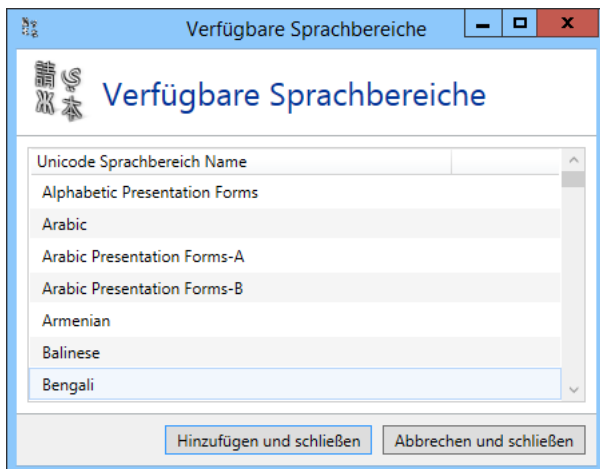 Verfügbare Sprachbereiche
Verfügbare Sprachbereiche
Unicode Sprachbereich Name
Alphabetic Presentation Forms
Arabic
Arabic Presentation Forms-A
Arabic Presentation Forms-B
Armenian
Balinese
Bengali
Hinzufügen und schließen Abbrechen und schließen